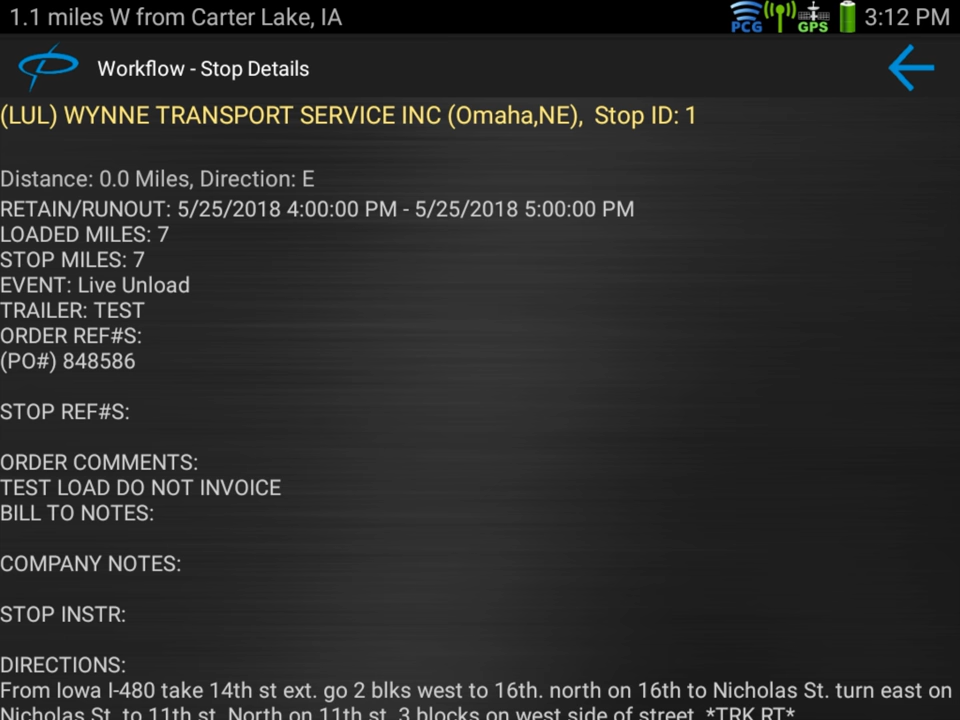 1.1 miles W from Carter Lake, IA
PCG GPS 3:12 PM
Workflow - Stop Details
(LUL) WYNNE TRANSPORT SERVICE INC (Omaha,NE), Stop ID: 1
Distance: 0.0 Miles, Direction: E
RETAIN/RUNOUT: 5/25/2018 4:00:00 PM - 5/25/2018 5:00:00 PM
LOADED MILES: 7
STOP MILES: 7
EVENT: Live Unload
TRAILER: TEST
ORDER REF#S:
(PO#) 848586
STOP REF#S:
ORDER COMMENTS:
TEST LOAD DO NOT INVOICE
BILL TO NOTES:
COMPANY NOTES:
STOP INSTR:
DIRECTIONS:
From Iowa I-480 take 14th st ext. go 2 blks west to 16th. north on 16th to Nicholas St. turn east on
Nicholas St. to 11th st. North on 11th st. 3 blocks on west side of street. *TRK RT*